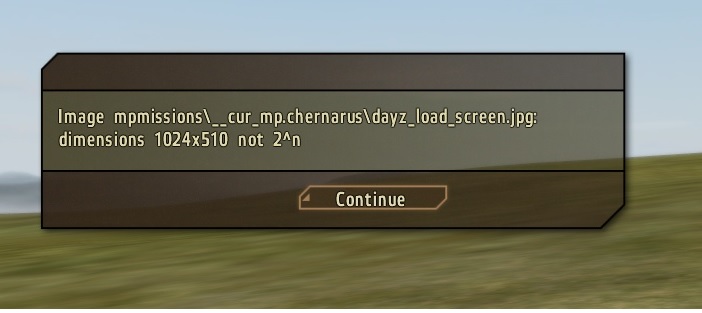 Image mpmissions\__cur_mp.chernarus\dayz_load_screen.jpg:
dimensions 1024x510 not 2^n
Continue